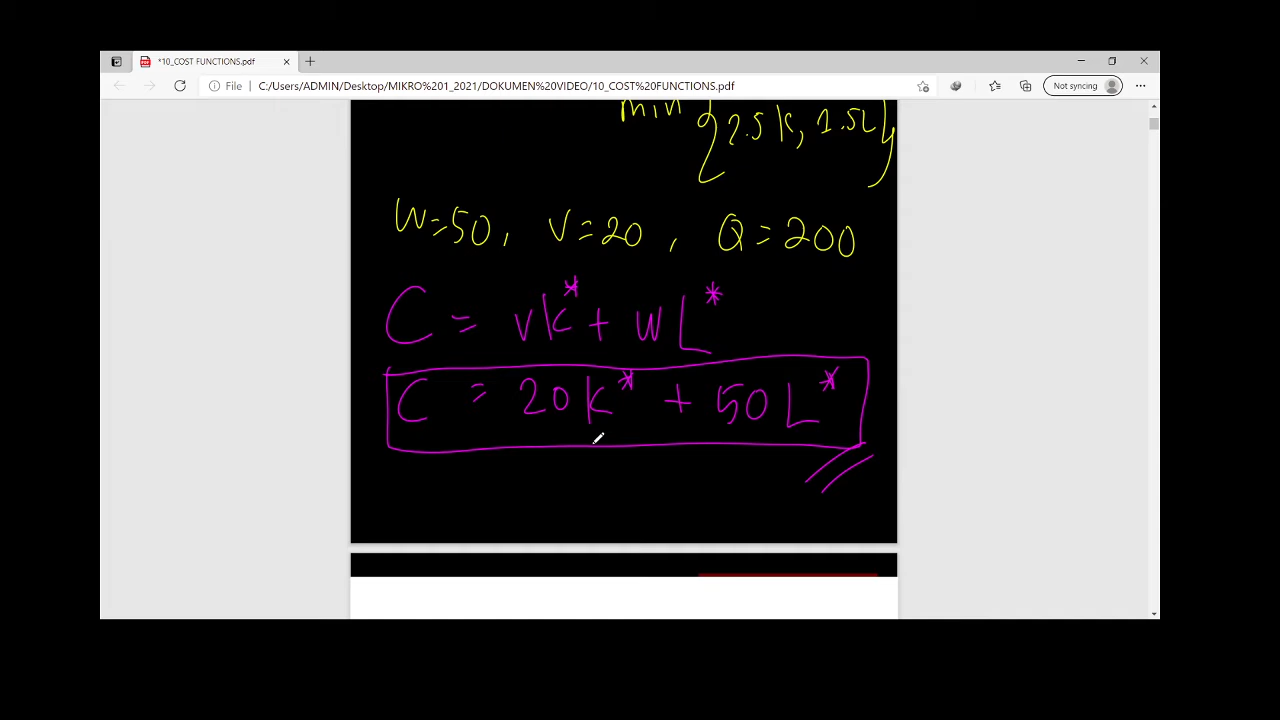 *10_COST FUNCTIONS.pdf
File C:/Users/ADMIN/Desktop/MIKRO%201_2021/DOKUMEN%20VIDEO/10_COST%20FUNCTIONS.pdf Not syncing
min {2.5K, 1.5L}
W=50, V=20, Q=200
C = VK* + WL*
C = 20K* + 50L*